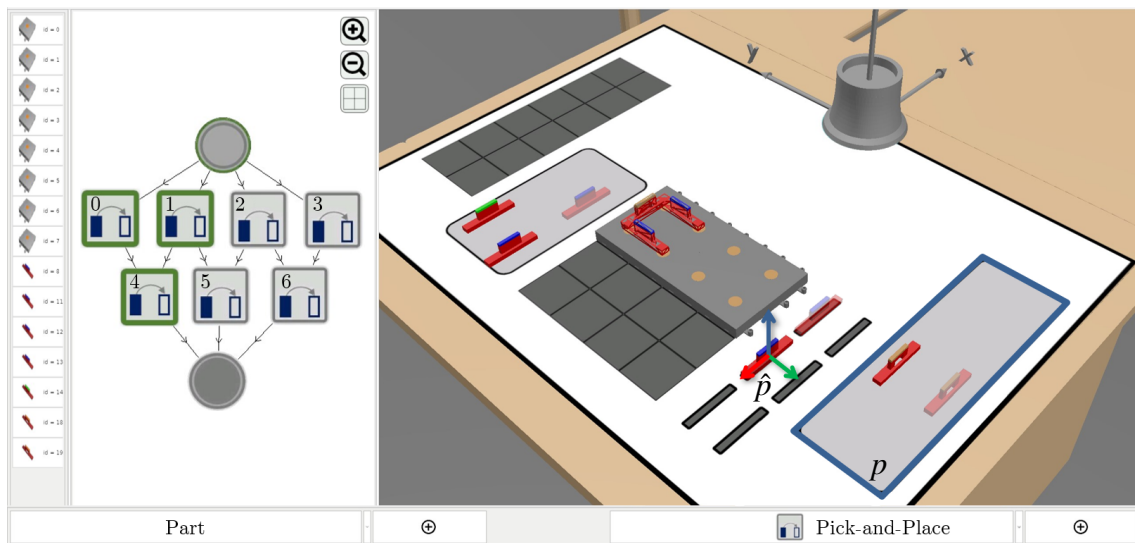 id = 0
id = 1
id = 2
id = 3
id = 4
id = 5
id = 6
id = 7
id = 8
id = 11
id = 12
id = 13
id = 14
id = 18
id = 19
0
1
2
3
4
5
6
y
x
p̂
p
Part
Pick-and-Place